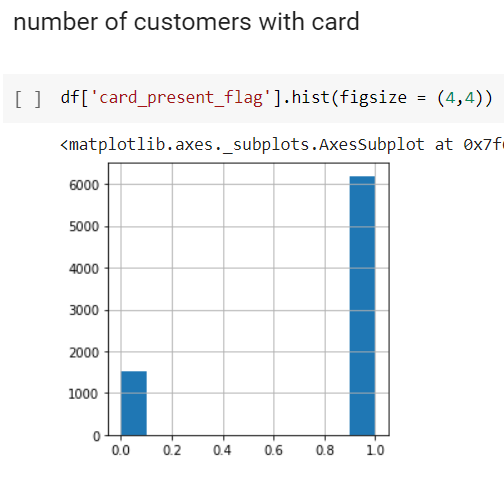 number of customers with card
[ ] df['card_present_flag'].hist(figsize = (4,4))
<matplotlib.axes._subplots.AxesSubplot at 0x7f
6000
5000
4000
3000
2000
1000
0
0.0 0.2 0.4 0.6 0.8 1.0